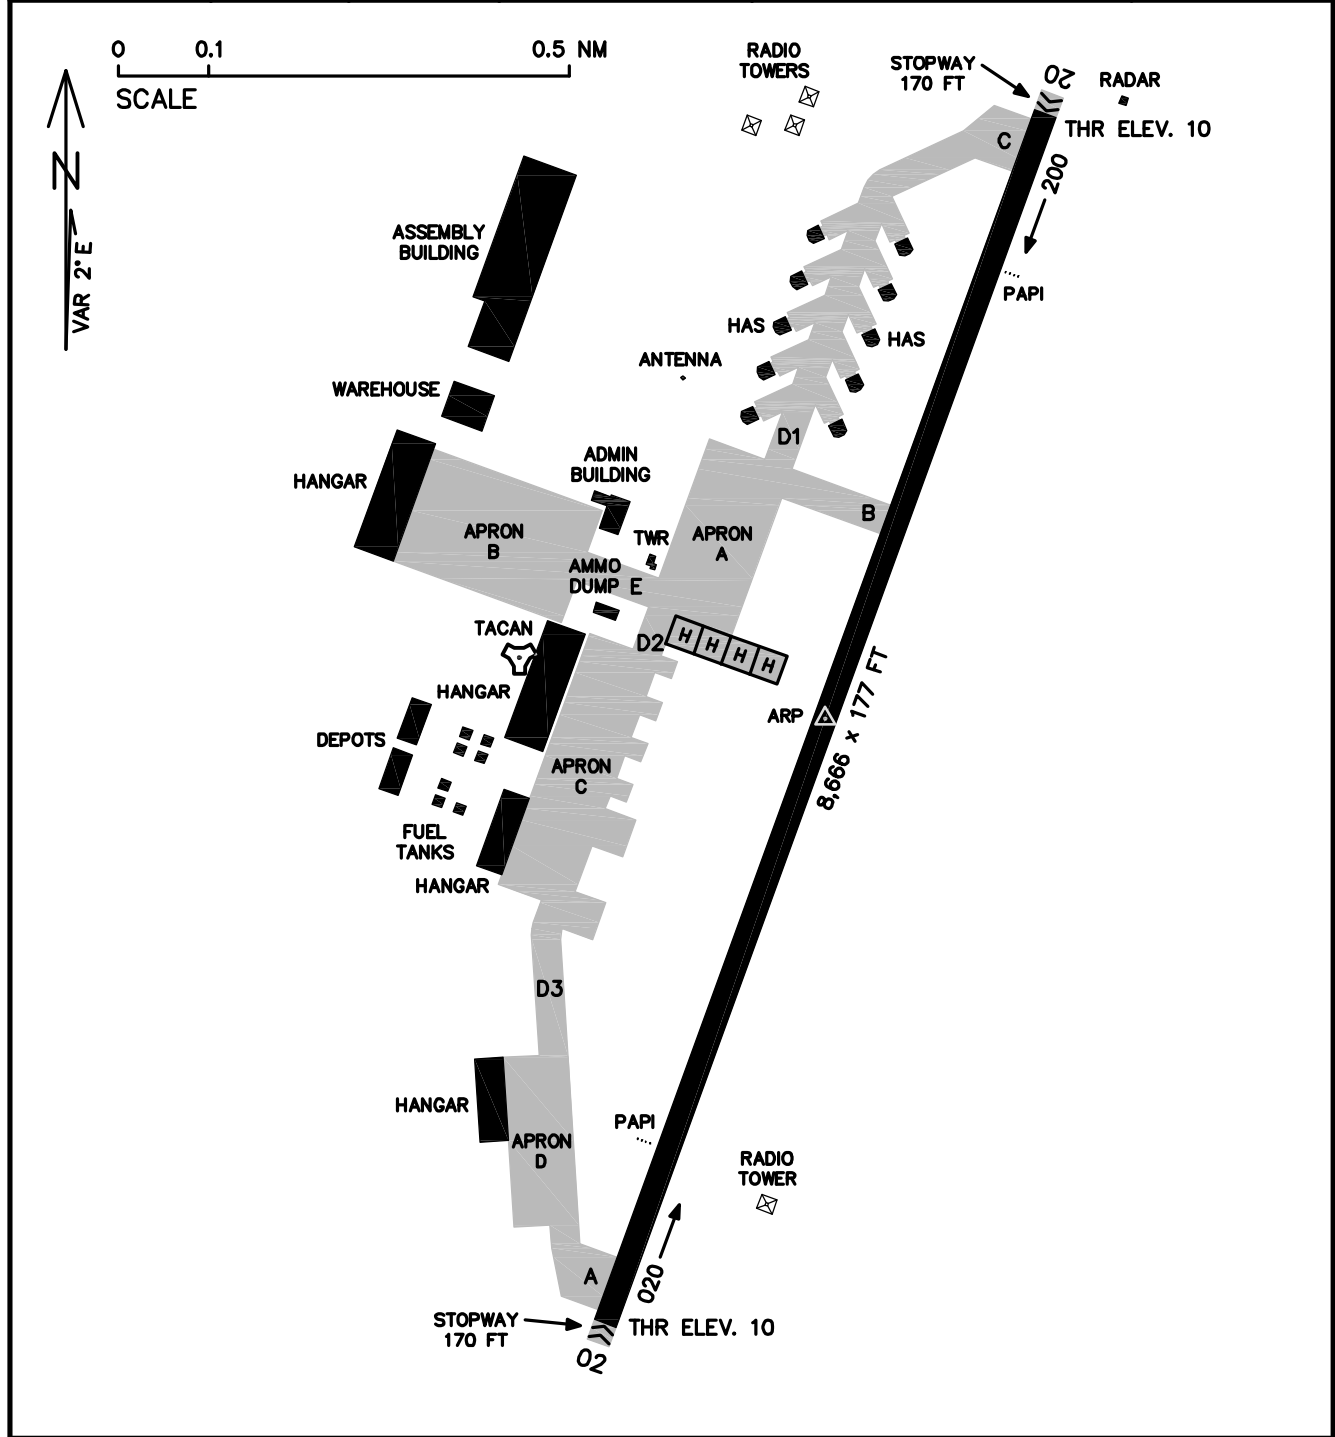 0 0.1 0.5 NM
SCALE
N
VAR 2° E
RADIO
TOWERS
STOPWAY
170 FT
20
RADAR
THR ELEV. 10
C
200
PAPI
ASSEMBLY
BUILDING
HAS
HAS
ANTENNA
WAREHOUSE
D1
HANGAR
ADMIN
BUILDING
B
APRON
B
TWR
APRON
A
AMMO
DUMP
E
TACAN
D2
H H H H
HANGAR
ARP
8,666 x 177 FT
DEPOTS
APRON
C
FUEL
TANKS
HANGAR
D3
HANGAR
PAPI
APRON
D
RADIO
TOWER
A
020
STOPWAY
170 FT
THR ELEV. 10
02